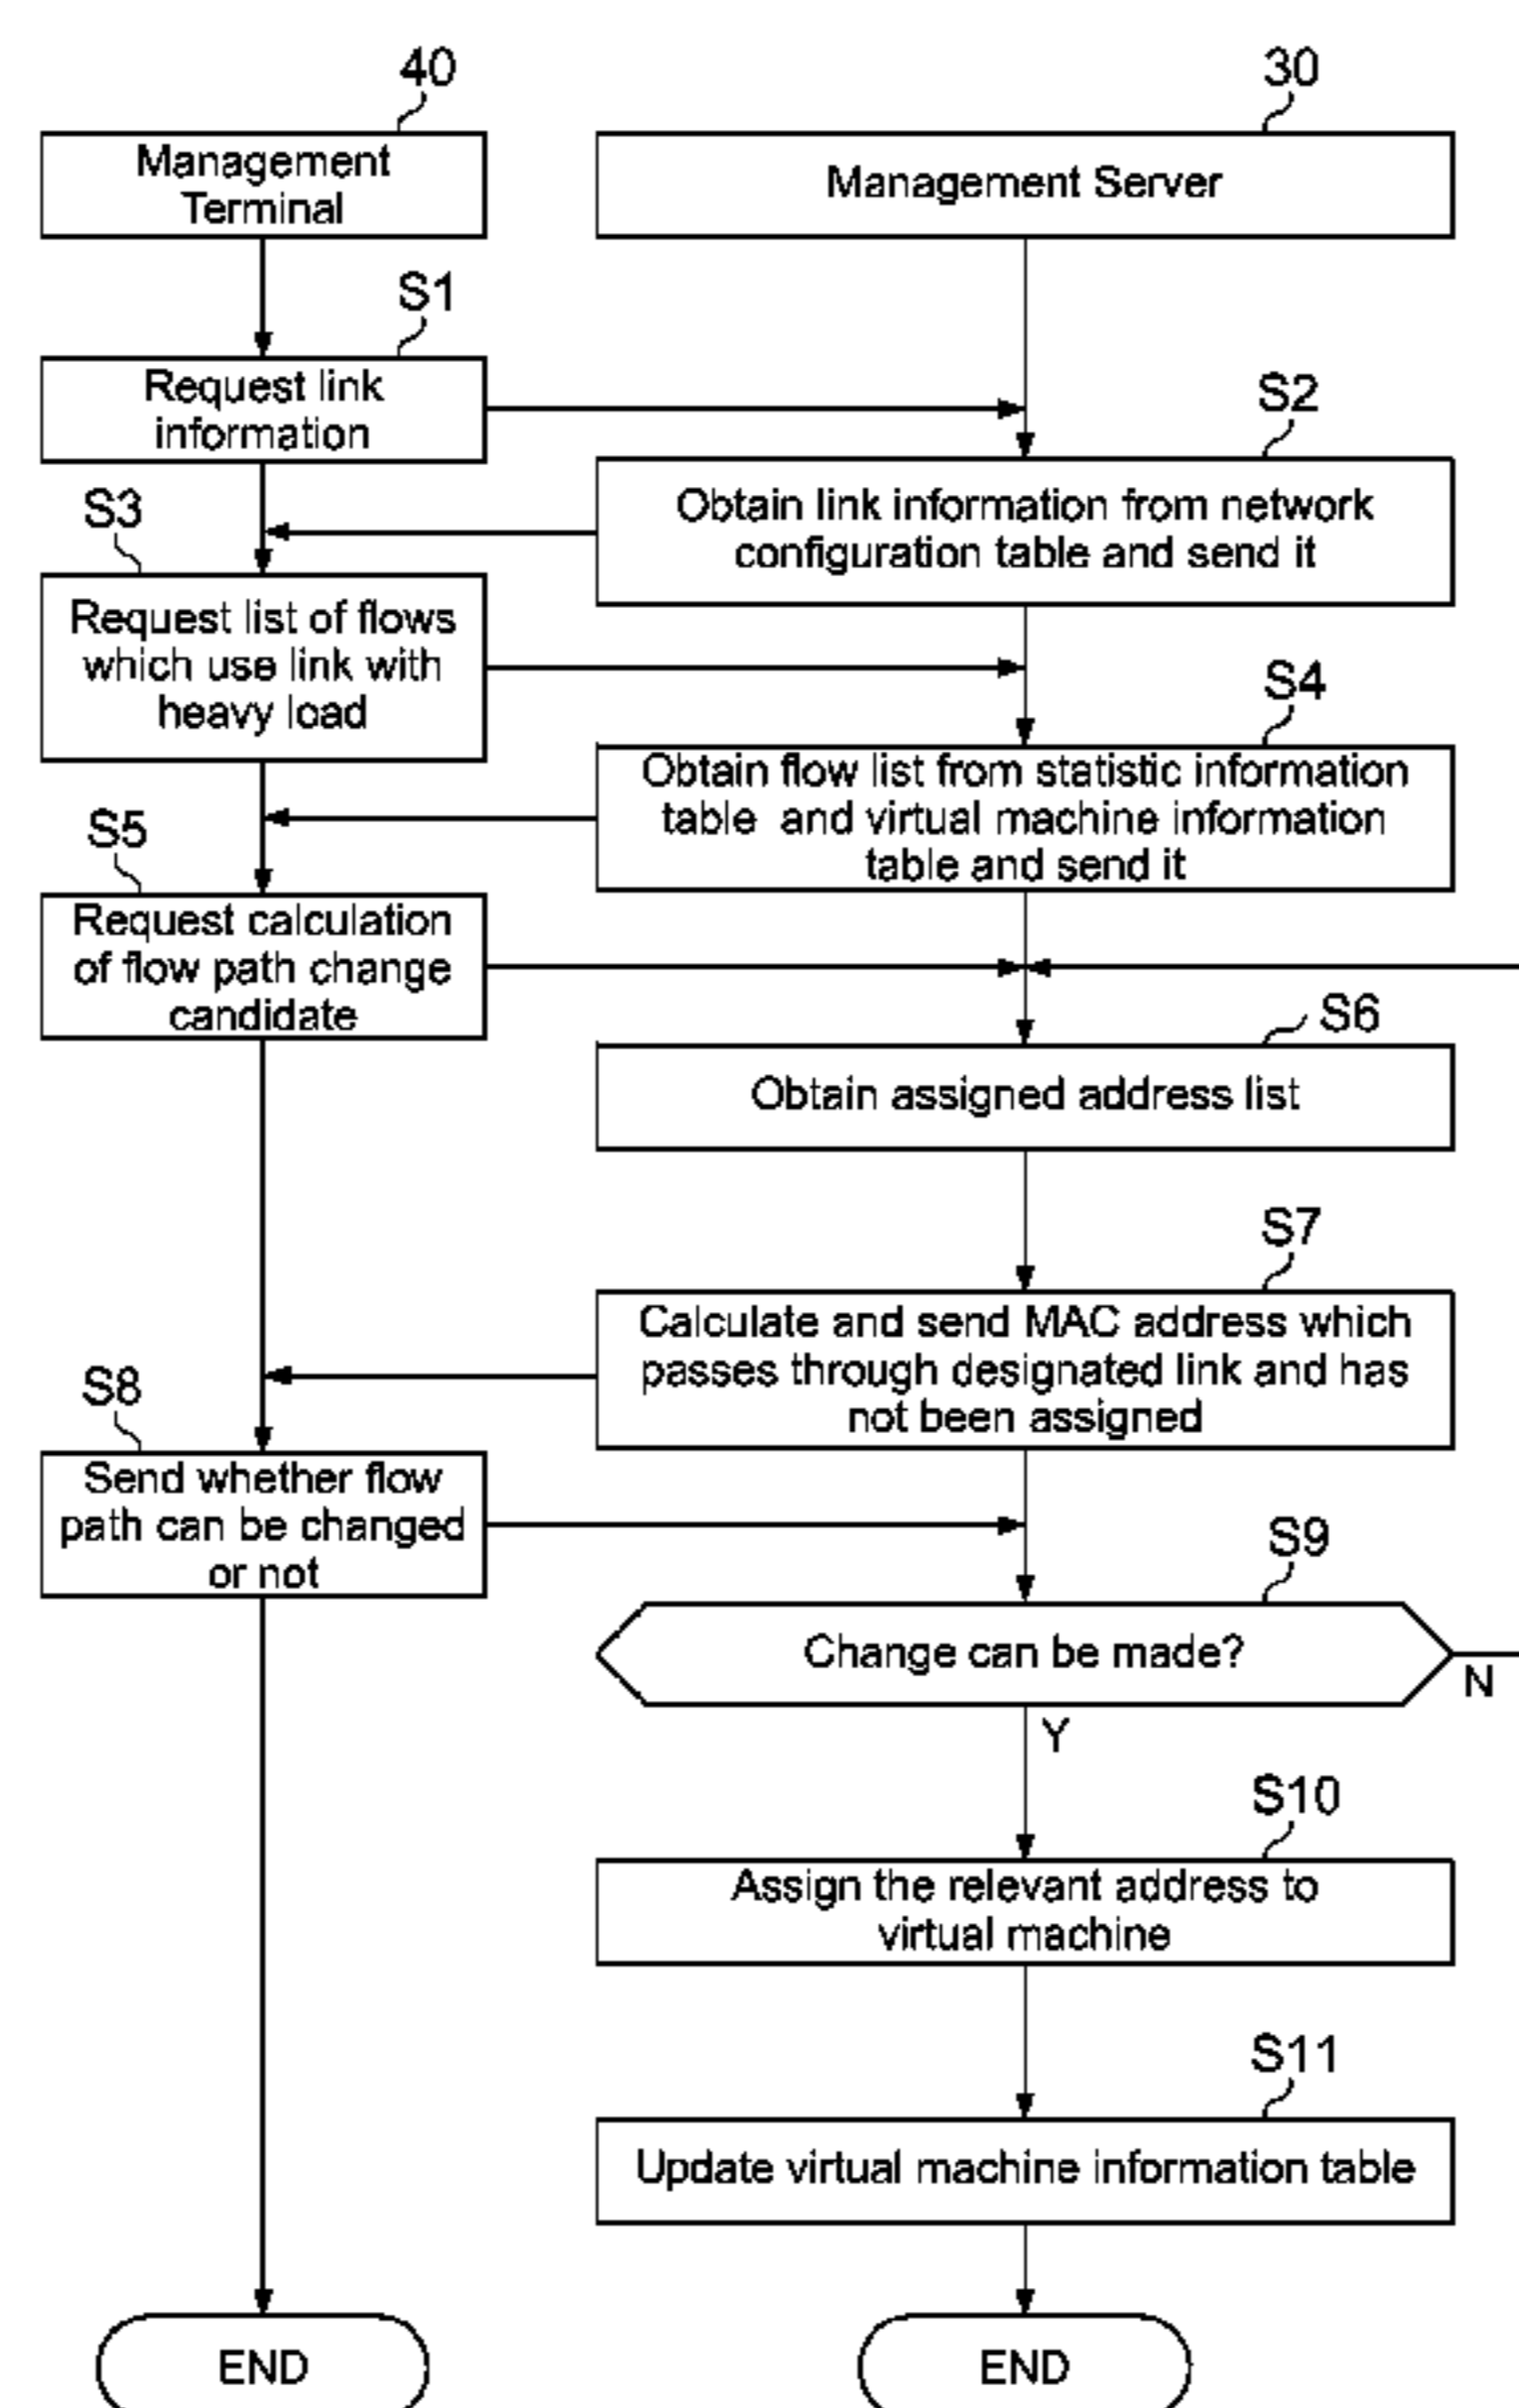 40
30
Management
Terminal
Management Server
S1
Request link
information
S2
Obtain link information from network
configuration table and send it
S3
Request list of flows
which use link with
heavy load
S4
Obtain flow list from statistic information
table and virtual machine information
table and send it
S5
Request calculation
of flow path change
candidate
S6
Obtain assigned address list
S7
Calculate and send MAC address which
passes through designated link and has
not been assigned
S8
Send whether flow
path can be changed
or not
S9
Change can be made?
N
Y
S10
Assign the relevant address to
virtual machine
S11
Update virtual machine information table
END
END